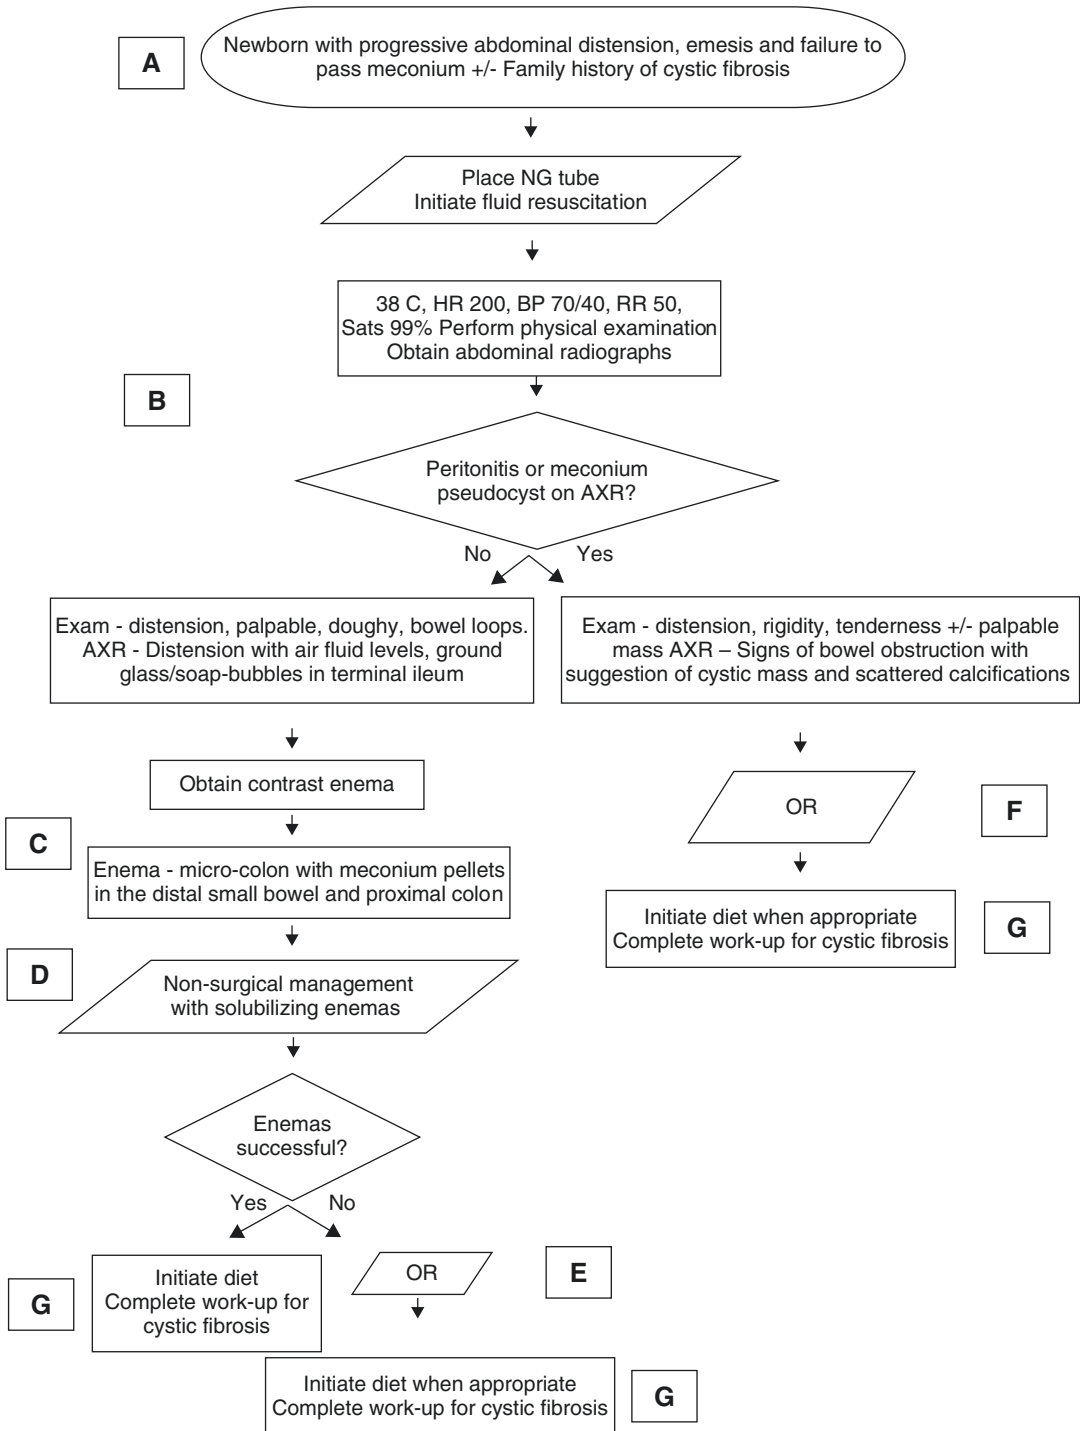 A
Newborn with progressive abdominal distension, emesis and failure to
pass meconium +/- Family history of cystic fibrosis
Place NG tube
Initiate fluid resuscitation
38 C, HR 200, BP 70/40, RR 50,
Sats 99% Perform physical examination
Obtain abdominal radiographs
B
Peritonitis or meconium
pseudocyst on AXR?
No
Yes
Exam - distension, palpable, doughy, bowel loops.
AXR - Distension with air fluid levels, ground
glass/soap-bubbles in terminal ileum
Exam - distension, rigidity, tenderness +/- palpable
mass AXR – Signs of bowel obstruction with
suggestion of cystic mass and scattered calcifications
Obtain contrast enema
OR
F
C
Enema - micro-colon with meconium pellets
in the distal small bowel and proximal colon
Initiate diet when appropriate
Complete work-up for cystic fibrosis
G
D
Non-surgical management
with solubilizing enemas
Enemas
successful?
Yes
No
G
Initiate diet
Complete work-up for
cystic fibrosis
OR
E
Initiate diet when appropriate
Complete work-up for cystic fibrosis
G